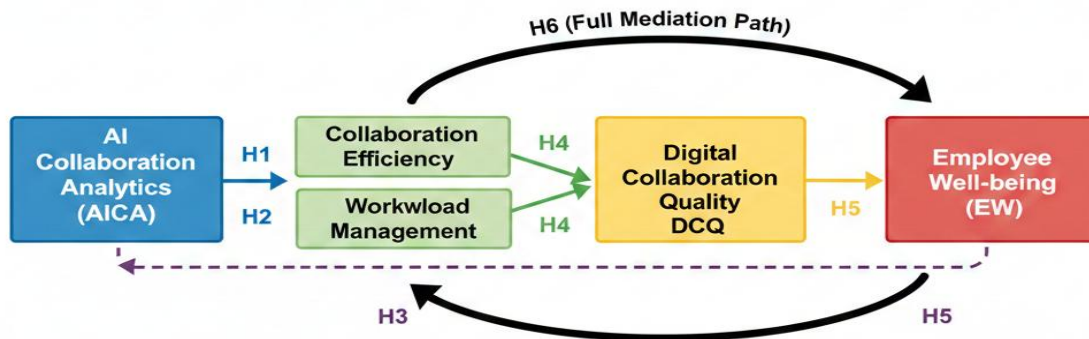 H6 (Full Mediation Path)
AI
Collaboration
Analytics
(AICA)
H1
H2
Collaboration
Efficiency
Workwload
Management
H4
H4
Digital
Collaboration
Quality
DCQ
H5
Employee
Well-being
(EW)
H3
H5